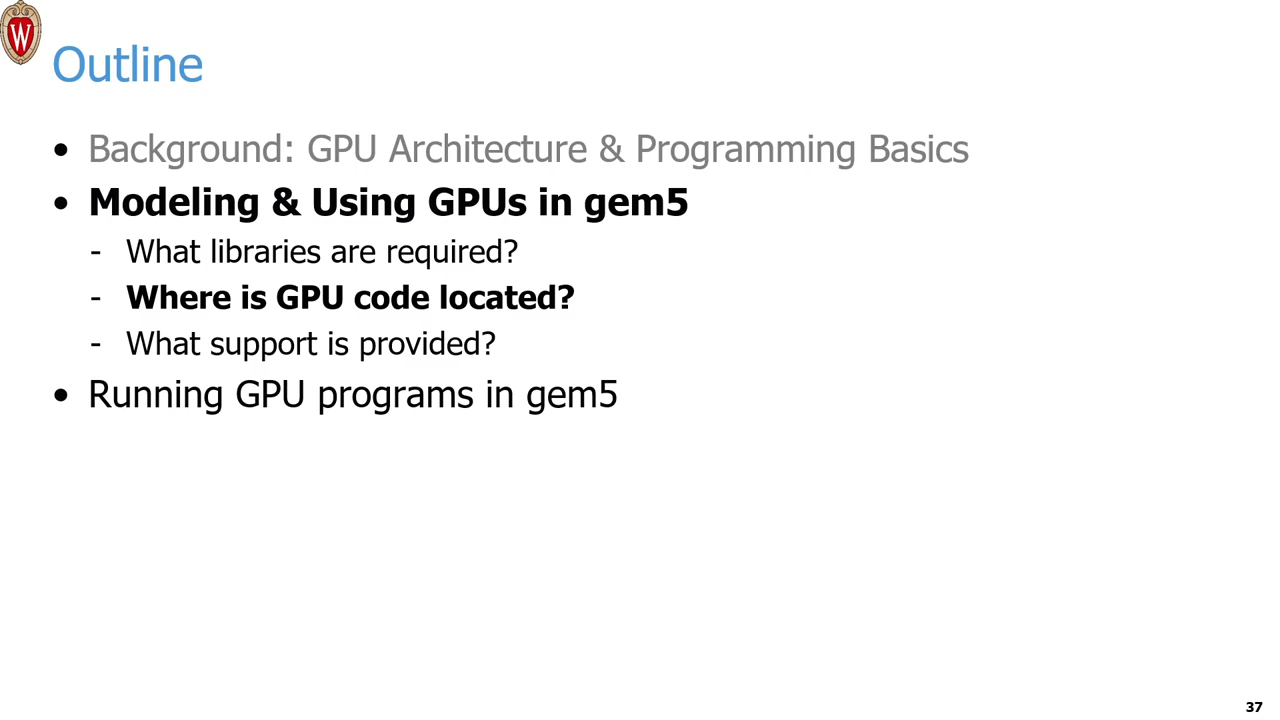 W
Outline
• Background: GPU Architecture & Programming Basics
• Modeling & Using GPUs in gem5
- What libraries are required?
- Where is GPU code located?
- What support is provided?
• Running GPU programs in gem5
37